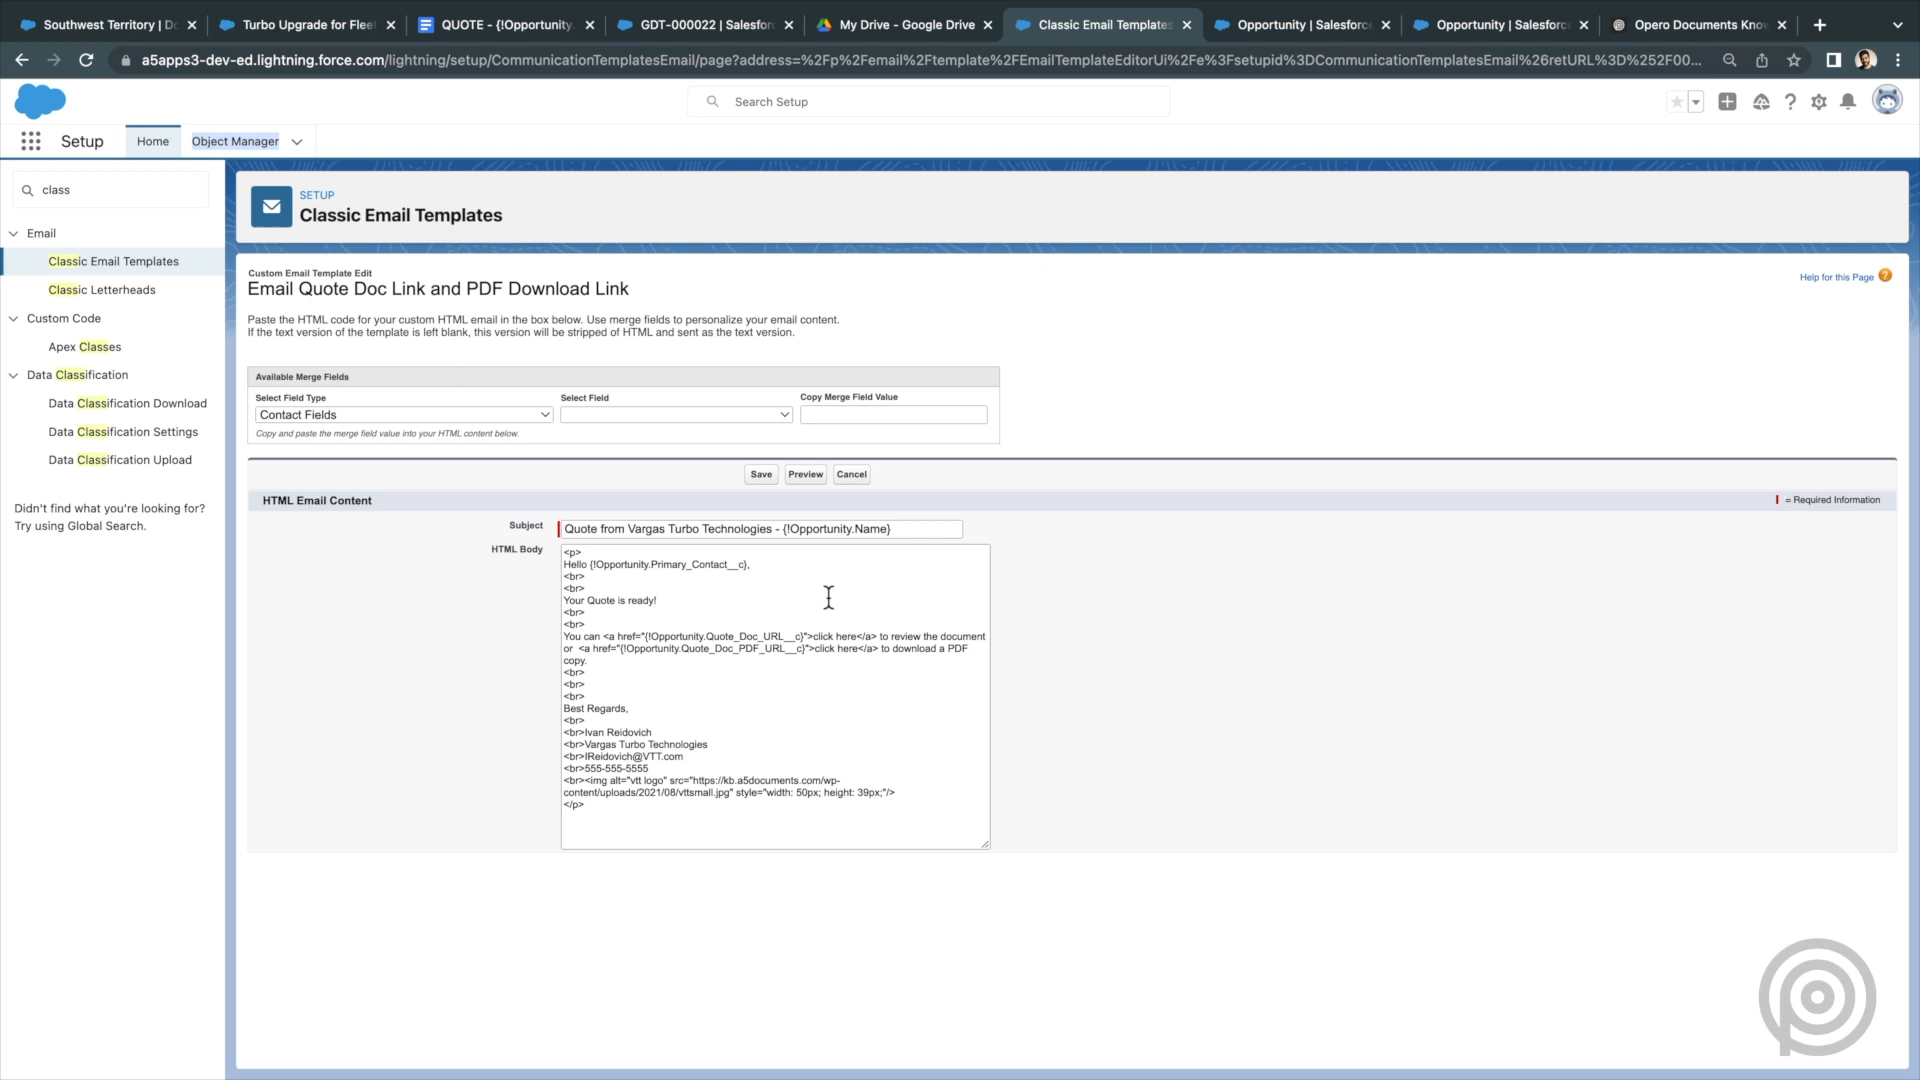 Southwest Territory | Do
Turbo Upgrade for Fleet
QUOTE - {!Opportunity.
GDT-000022 | Salesforc
My Drive - Google Drive
Classic Email Templates
Opportunity | Salesforce
Opportunity | Salesforce
Opero Documents Know
a5apps3-dev-ed.lightning.force.com/lightning/setup/CommunicationTemplatesEmail/page?address=%2Fp%2Femail%2Ftemplate%2FEmailTemplateEditorUi%2Fe%3Fsetupid%3DCommunicationTemplatesEmail%26retURL%3D%252F00...
Search Setup
Setup
Home
Object Manager
class
Email
Classic Email Templates
Classic Letterheads
Custom Code
Apex Classes
Data Classification
Data Classification Download
Data Classification Settings
Data Classification Upload
Didn't find what you're looking for?
Try using Global Search.
SETUP
Classic Email Templates
Custom Email Template Edit
Email Quote Doc Link and PDF Download Link
Help for this Page
Paste the HTML code for your custom HTML email in the box below. Use merge fields to personalize your email content.
If the text version of the template is left blank, this version will be stripped of HTML and sent as the text version.
Available Merge Fields
Select Field Type
Select Field
Copy Merge Field Value
Contact Fields
Copy and paste the merge field value into your HTML content below.
Save
Preview
Cancel
HTML Email Content
= Required Information
Subject
Quote from Vargas Turbo Technologies - {!Opportunity.Name}
HTML Body
<p>
Hello {!Opportunity.Primary_Contact__c},
<br>
<br>
Your Quote is ready!
<br>
<br>
You can <a href="{!Opportunity.Quote_Doc_URL__c}">click here</a> to review the document
or  <a href="{!Opportunity.Quote_Doc_PDF_URL__c}">click here</a> to download a PDF
copy.
<br>
<br>
<br>
Best Regards,
<br>
<br>Ivan Reidovich
<br>Vargas Turbo Technologies
<br>IReidovich@VTT.com
<br>555-555-5555
<br><img alt="vtt logo" src="https://kb.a5documents.com/wp-
content/uploads/2021/08/vttsmall.jpg" style="width: 50px; height: 39px;"/>
</p>